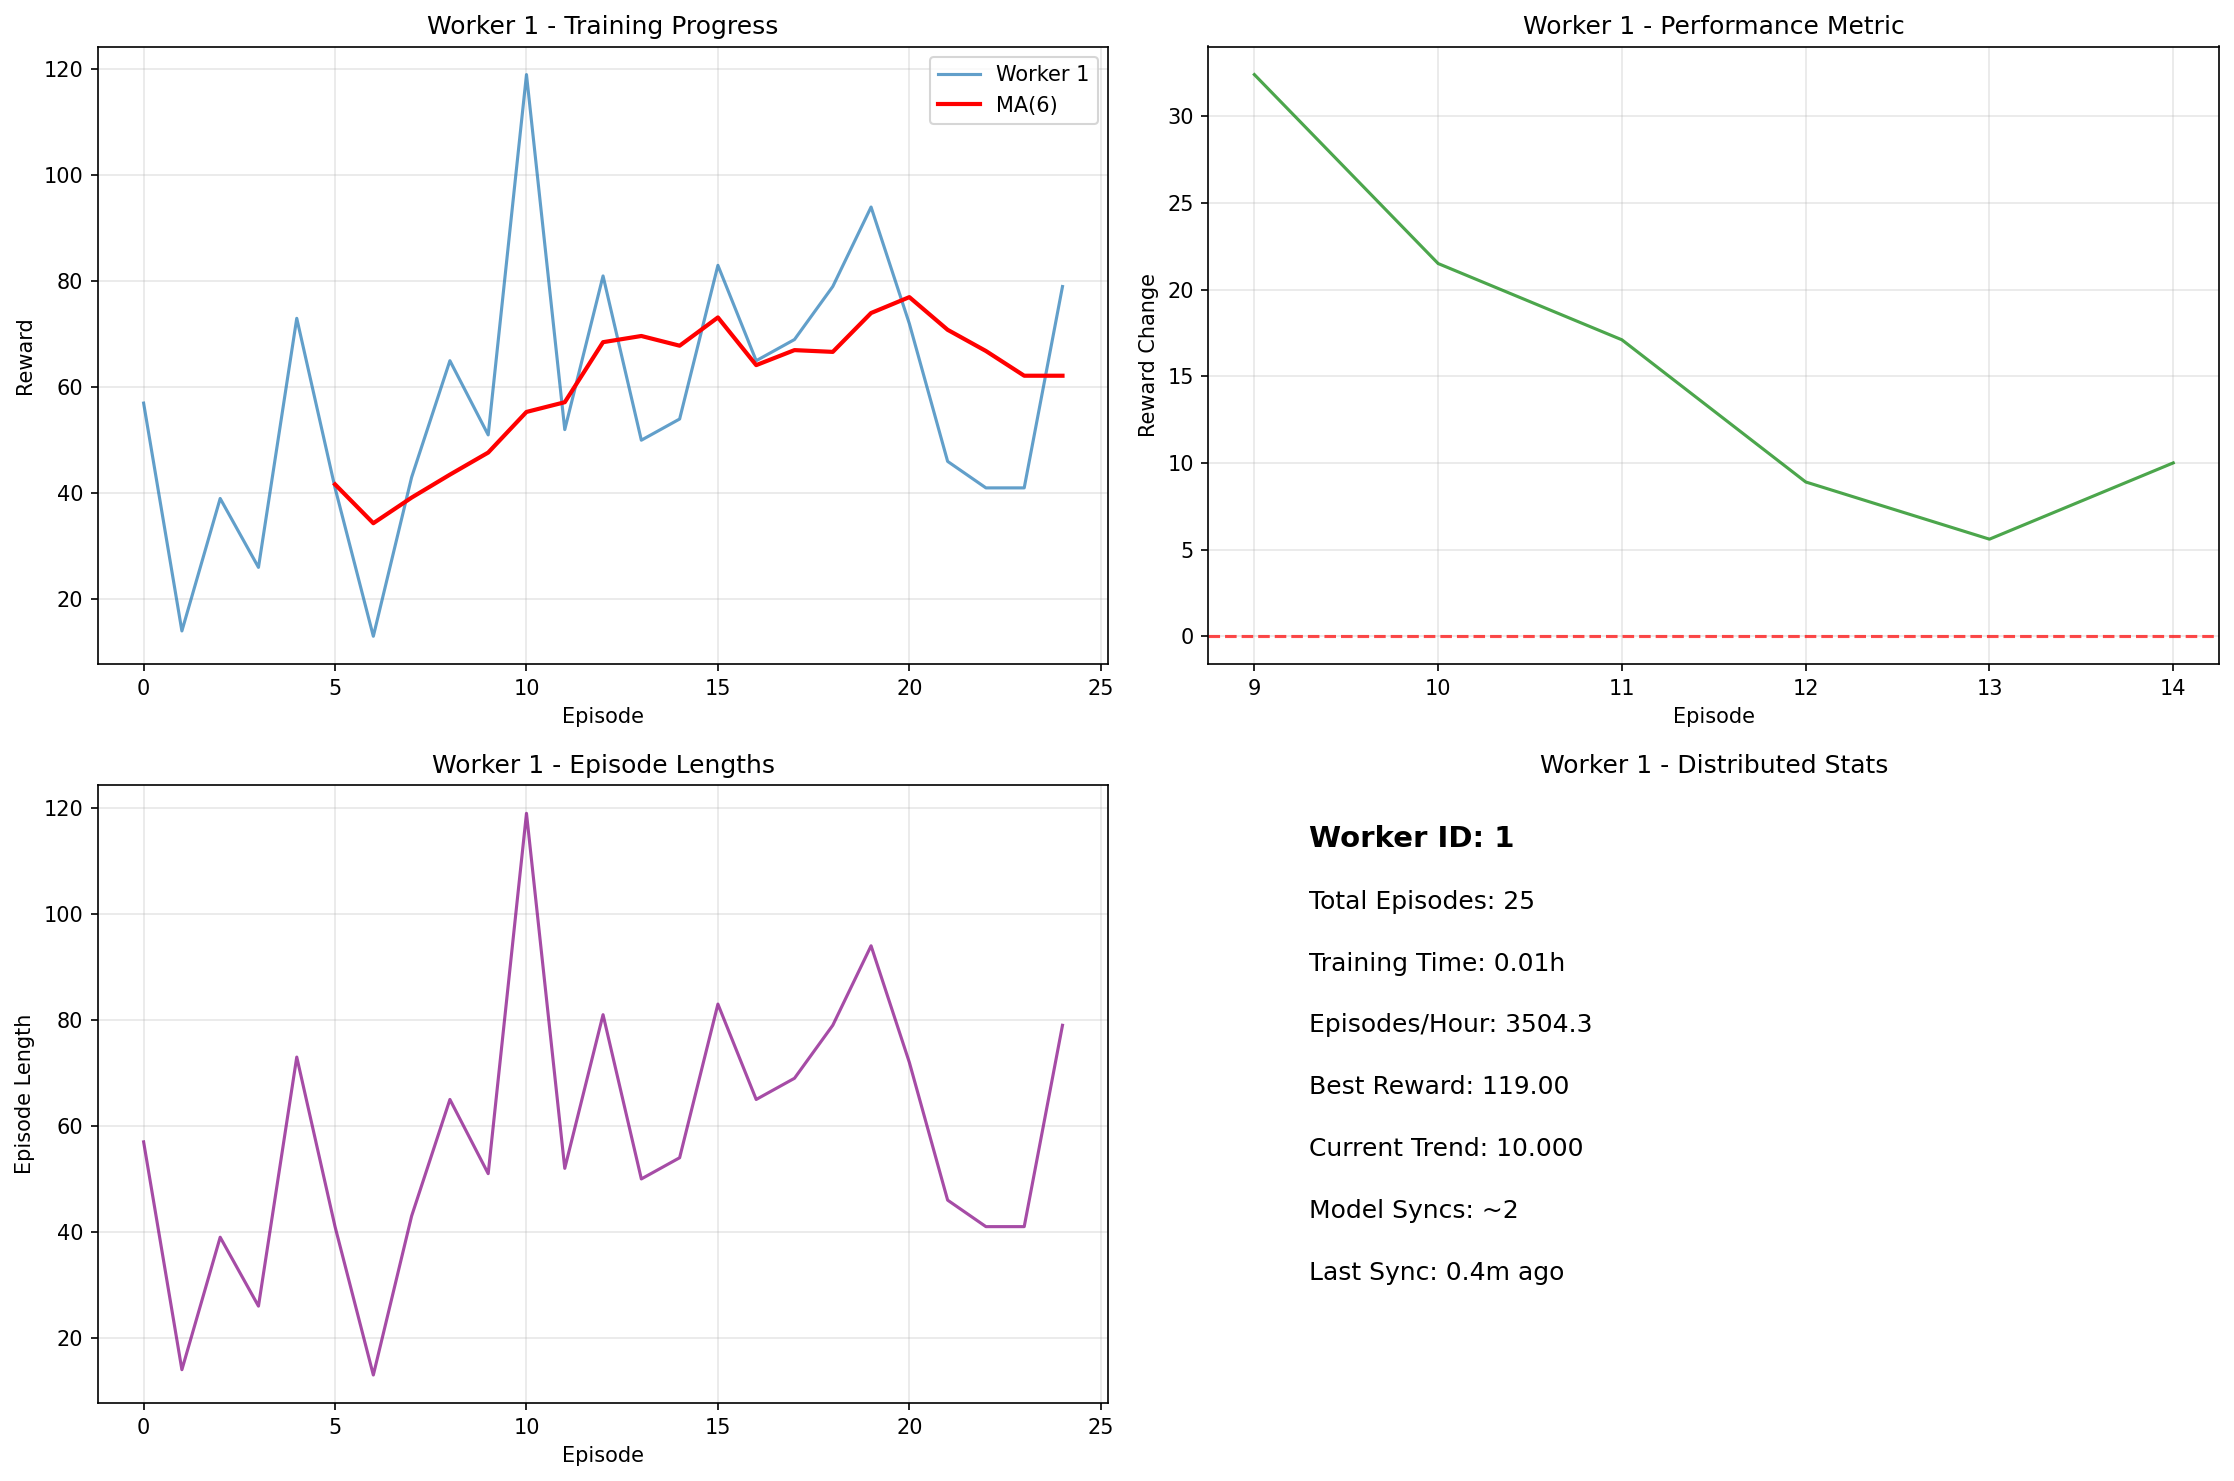 Worker 1 - Training Progress
Reward
120
100
80
60
40
20
0 5 10 15 20 25
Episode
Worker 1
MA(6)
Worker 1 - Performance Metric
Reward Change
30
25
20
15
10
5
0
9 10 11 12 13 14
Episode
Worker 1 - Episode Lengths
Episode Length
120
100
80
60
40
20
0 5 10 15 20 25
Episode
Worker 1 - Distributed Stats
Worker ID: 1
Total Episodes: 25
Training Time: 0.01h
Episodes/Hour: 3504.3
Best Reward: 119.00
Current Trend: 10.000
Model Syncs: ~2
Last Sync: 0.4m ago